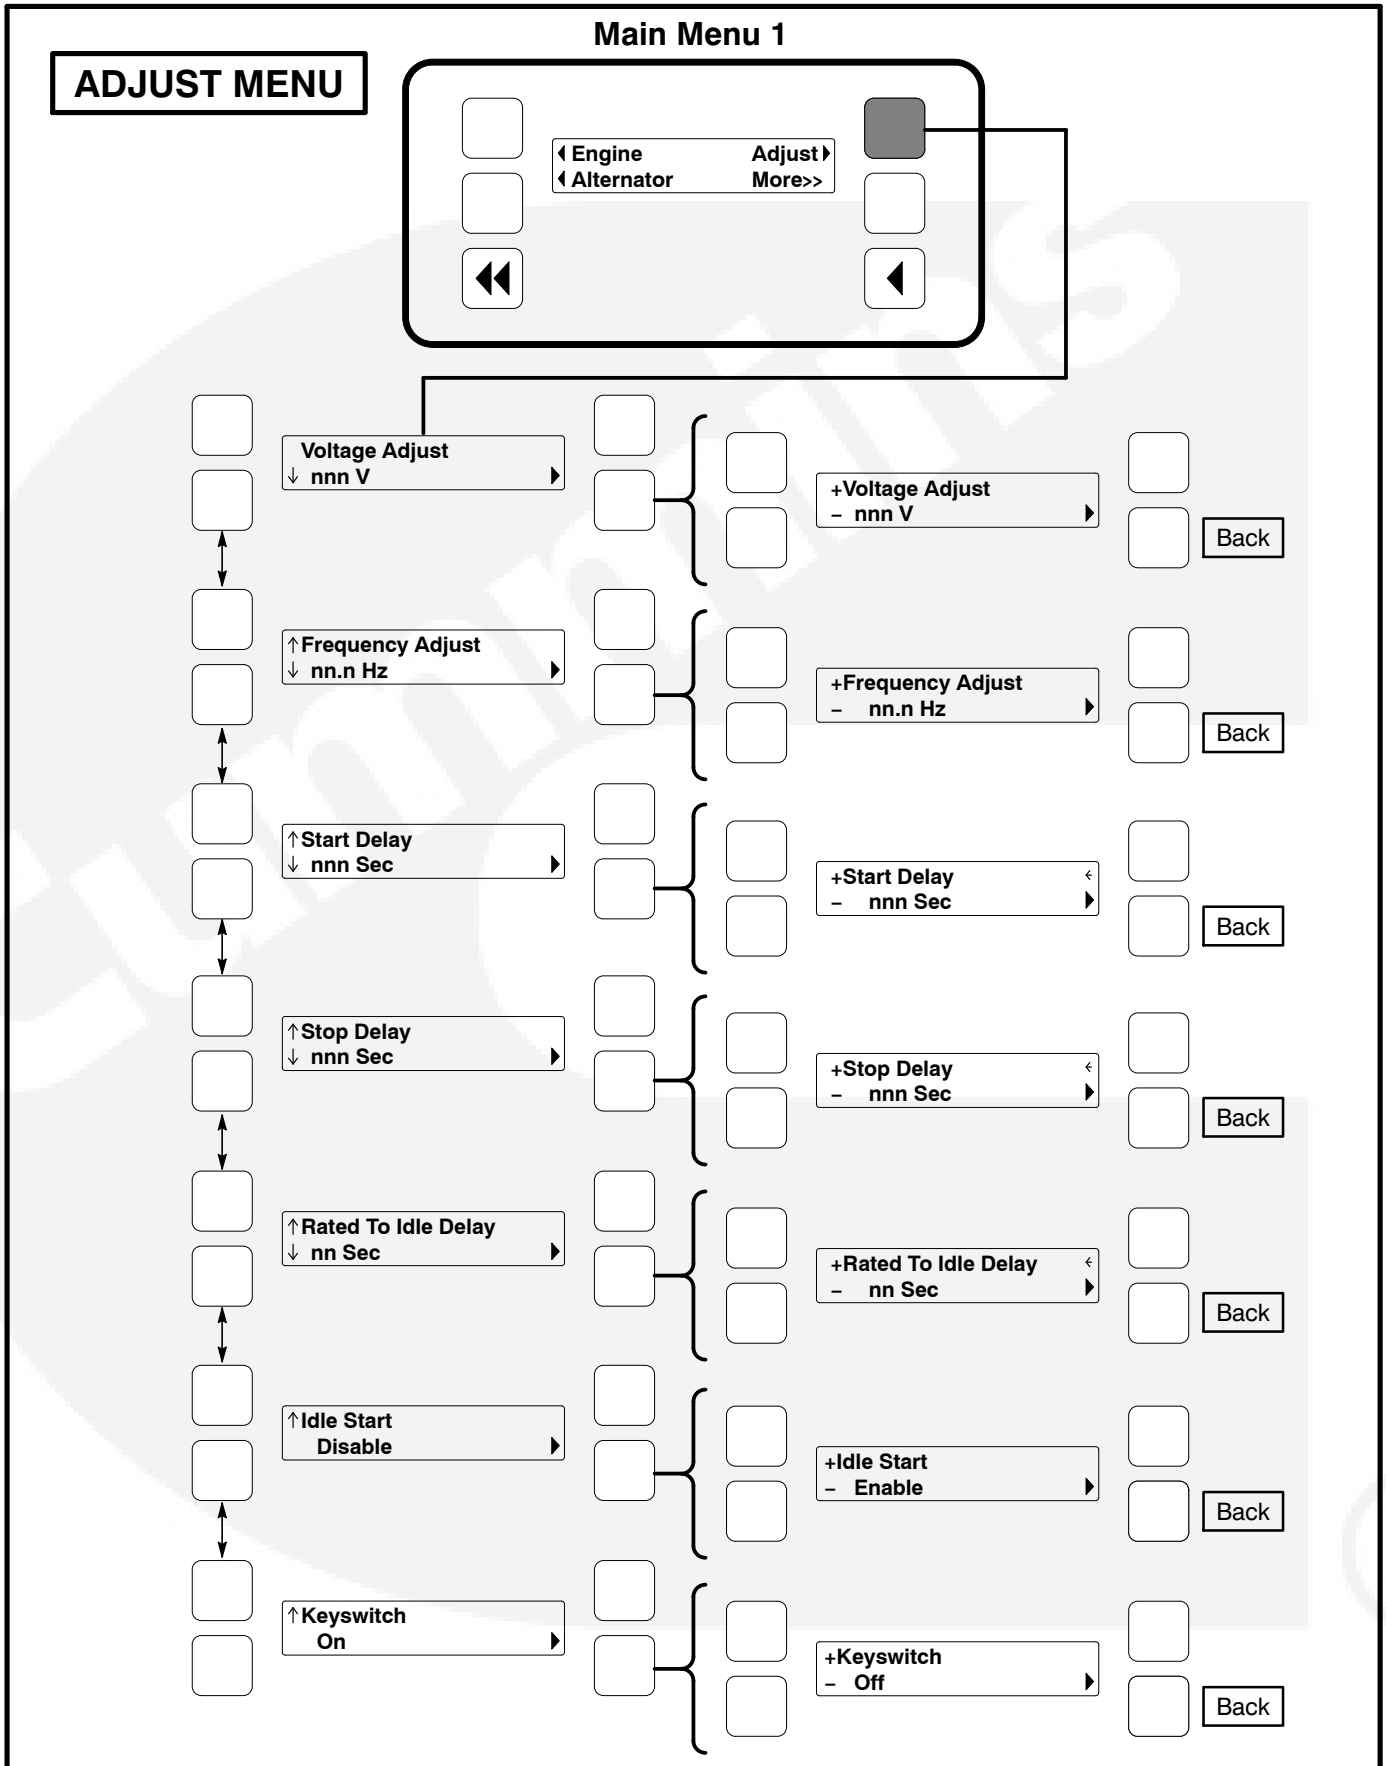 Main Menu 1
ADJUST MENU
Engine Adjust
Alternator More>>
Voltage Adjust
↓ nnn V
+Voltage Adjust
– nnn V
Back
↑Frequency Adjust
↓ nn.n Hz
+Frequency Adjust
– nn.n Hz
Back
↑Start Delay
↓ nnn Sec
+Start Delay ←
– nnn Sec
Back
↑Stop Delay
↓ nnn Sec
+Stop Delay ←
– nnn Sec
Back
↑Rated To Idle Delay
↓ nn Sec
+Rated To Idle Delay ←
– nn Sec
Back
↑Idle Start
Disable
+Idle Start
– Enable
Back
↑Keyswitch
On
+Keyswitch
– Off
Back
Cummins